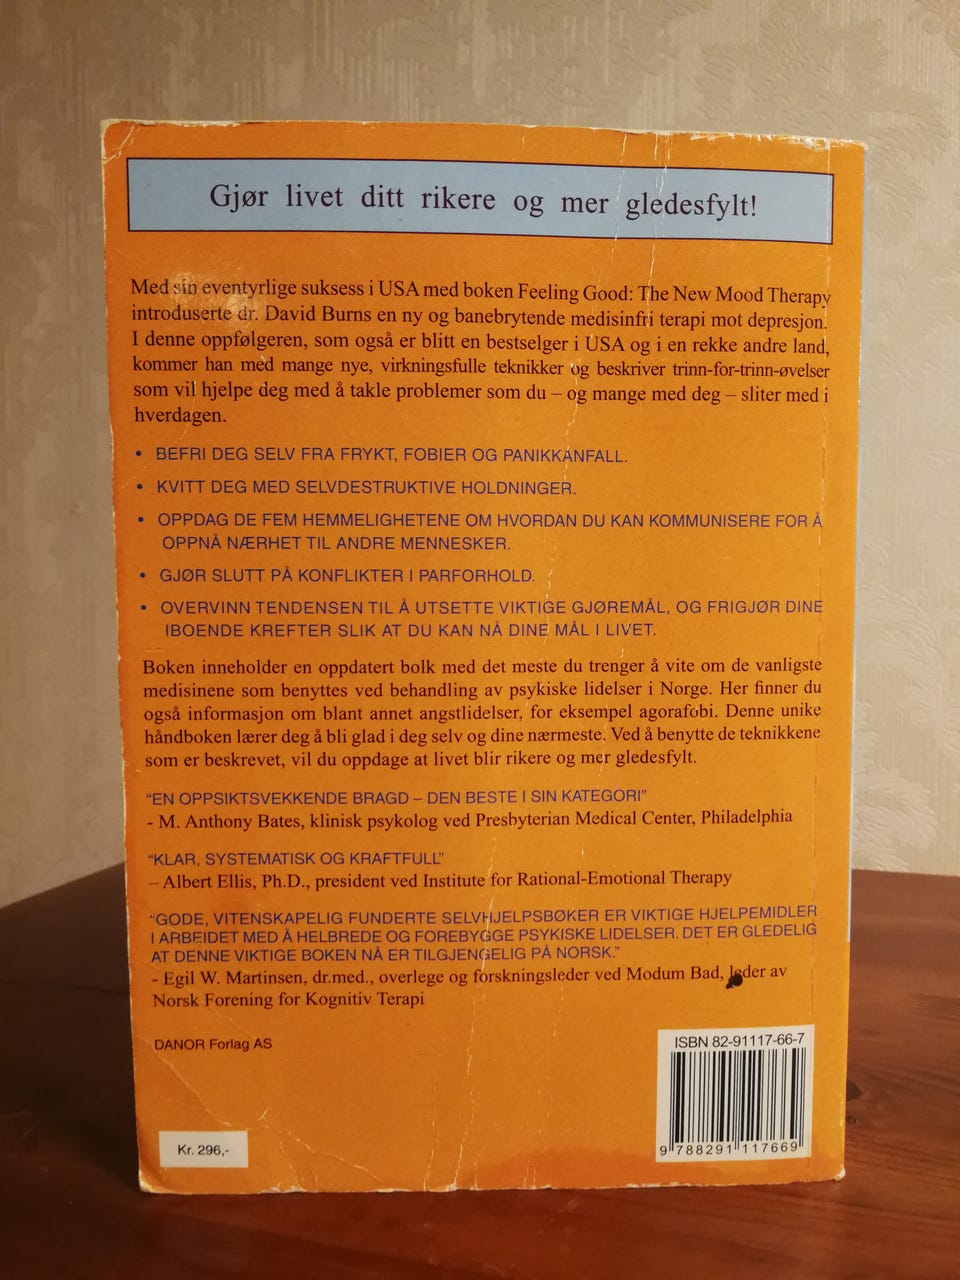 Gjør livet ditt rikere og mer gledesfylt!
Med sin eventyrlige suksess i USA med boken Feeling Good: The New Mood Therapy
introduserte dr. David Burns en ny og banebrytende medisinfri terapi mot depresjon.
I denne oppfølgeren, som også er blitt en bestselger i USA og i en rekke andre land,
kommer han med mange nye, virkningsfulle teknikker og beskriver trinn-for-trinn-øvelser
som vil hjelpe deg med å takle problemer som du – og mange med deg – sliter med i
hverdagen.
• BEFRI DEG SELV FRA FRYKT, FOBIER OG PANIKKANFALL.
• KVITT DEG MED SELVDESTRUKTIVE HOLDNINGER.
• OPPDAG DE FEM HEMMELIGHETENE OM HVORDAN DU KAN KOMMUNISERE FOR Å
OPPNÅ NÆRHET TIL ANDRE MENNESKER.
• GJØR SLUTT PÅ KONFLIKTER I PARFORHOLD.
• OVERVINN TENDENSEN TIL Å UTSETTE VIKTIGE GJØREMÅL, OG FRIGJØR DINE
IBOENDE KREFTER SLIK AT DU KAN NÅ DINE MÅL I LIVET.
Boken inneholder en oppdatert bolk med det meste du trenger å vite om de vanligste
medisinene som benyttes ved behandling av psykiske lidelser i Norge. Her finner du
også informasjon om blant annet angstlidelser, for eksempel agorafobi. Denne unike
håndboken lærer deg å bli glad i deg selv og dine nærmeste. Ved å benytte de teknikkene
som er beskrevet, vil du oppdage at livet blir rikere og mer gledesfylt.
“EN OPPSIKTSVEKKENDE BRAGD – DEN BESTE I SIN KATEGORI”
- M. Anthony Bates, klinisk psykolog ved Presbyterian Medical Center, Philadelphia
“KLAR, SYSTEMATISK OG KRAFTFULL”
– Albert Ellis, Ph.D., president ved Institute for Rational-Emotional Therapy
“GODE, VITENSKAPELIG FUNDERTE SELVHJELPSBØKER ER VIKTIGE HJELPEMIDLER
I ARBEIDET MED Å HELBREDE OG FOREBYGGE PSYKISKE LIDELSER. DET ER GLEDELIG
AT DENNE VIKTIGE BOKEN NÅ ER TILGJENGELIG PÅ NORSK.”
- Egil W. Martinsen, dr.med., overlege og forskningsleder ved Modum Bad, leder av
Norsk Forening for Kognitiv Terapi
DANOR Forlag AS
ISBN 82-91117-66-7
9 788291 117669
Kr. 296,-